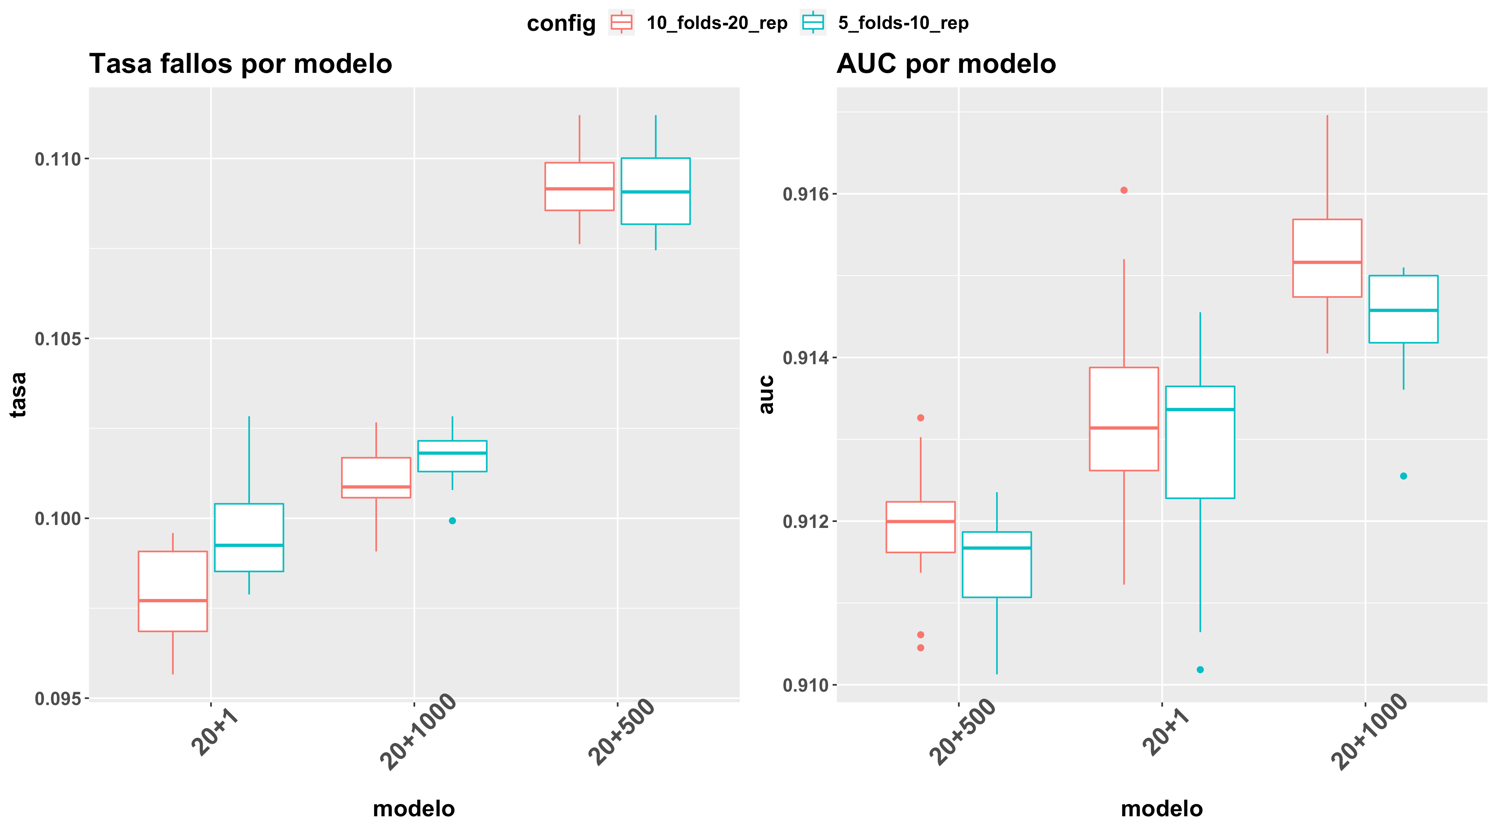 config 10_folds-20_rep 5_folds-10_rep
Tasa fallos por modelo
tasa
0.110
0.105
0.100
0.095
20+1 20+1000 20+500
modelo
AUC por modelo
auc
0.916
0.914
0.912
0.910
20+500 20+1 20+1000
modelo